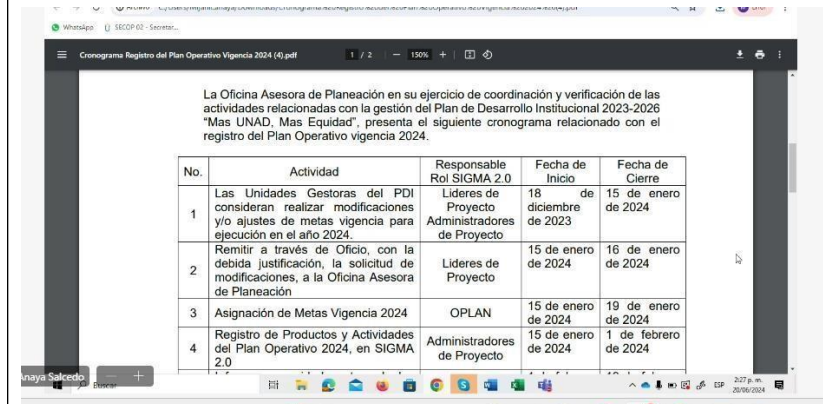 WhatsApp
SECOP 02 - Secretar...
Cronograma Registro del Plan Operativo Vigencia 2024 (4).pdf
1 / 2
150%
La Oficina Asesora de Planeación en su ejercicio de coordinación y verificación de las
actividades relacionadas con la gestión del Plan de Desarrollo Institucional 2023-2026
“Mas UNAD, Mas Equidad”, presenta el siguiente cronograma relacionado con el
registro del Plan Operativo vigencia 2024.
No.
Actividad
Responsable
Rol SIGMA 2.0
Fecha de
Inicio
Fecha de
Cierre
1
Las Unidades Gestoras del PDI
consideran realizar modificaciones
y/o ajustes de metas vigencia para
ejecución en el año 2024.
Lideres de
Proyecto
Administradores
de Proyecto
18 de
diciembre
de 2023
15 de enero
de 2024
2
Remitir a través de Oficio, con la
debida justificación, la solicitud de
modificaciones, a la Oficina Asesora
de Planeación
Lideres de
Proyecto
15 de enero
de 2024
16 de enero
de 2024
3
Asignación de Metas Vigencia 2024
OPLAN
15 de enero
de 2024
19 de enero
de 2024
4
Registro de Productos y Actividades
del Plan Operativo 2024, en SIGMA
2.0
Administradores
de Proyecto
15 de enero
de 2024
1 de febrero
de 2024
naya Salcedo
Buscar
ESP
2:27 p. m.
20/06/2024